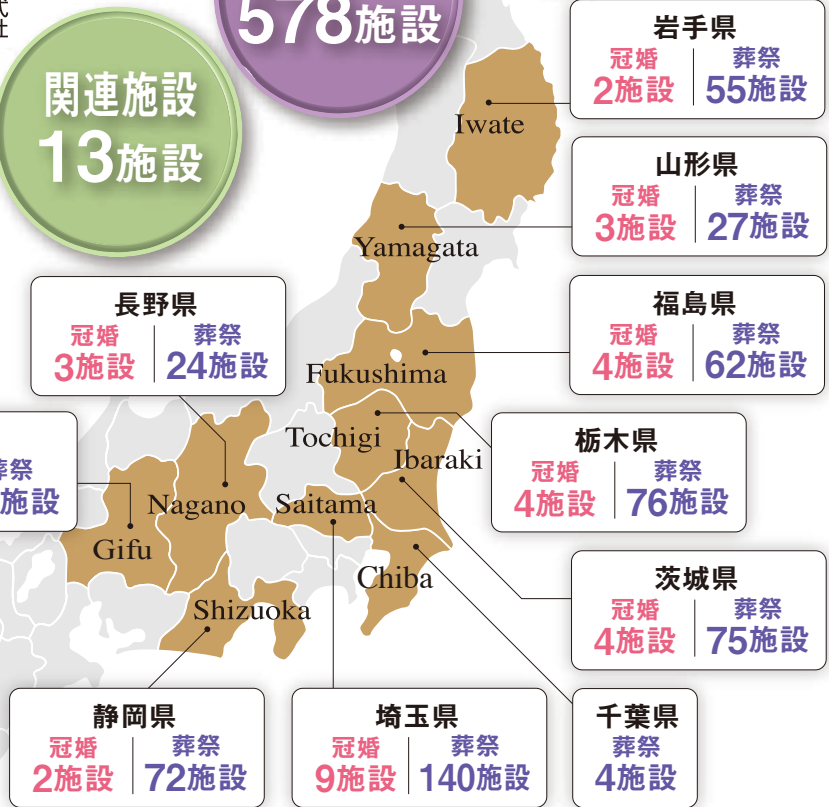 578施設
関連施設
13施設
岩手県
冠婚 葬祭
2施設 55施設
Iwate
山形県
冠婚 葬祭
3施設 27施設
Yamagata
長野県
冠婚 葬祭
3施設 24施設
福島県
冠婚 葬祭
4施設 62施設
Fukushima
Tochigi
Ibaraki
栃木県
冠婚 葬祭
4施設 76施設
葬祭
施設
Nagano
Saitama
Gifu
Chiba
茨城県
冠婚 葬祭
4施設 75施設
Shizuoka
静岡県
冠婚 葬祭
2施設 72施設
埼玉県
冠婚 葬祭
9施設 140施設
千葉県
葬祭
4施設